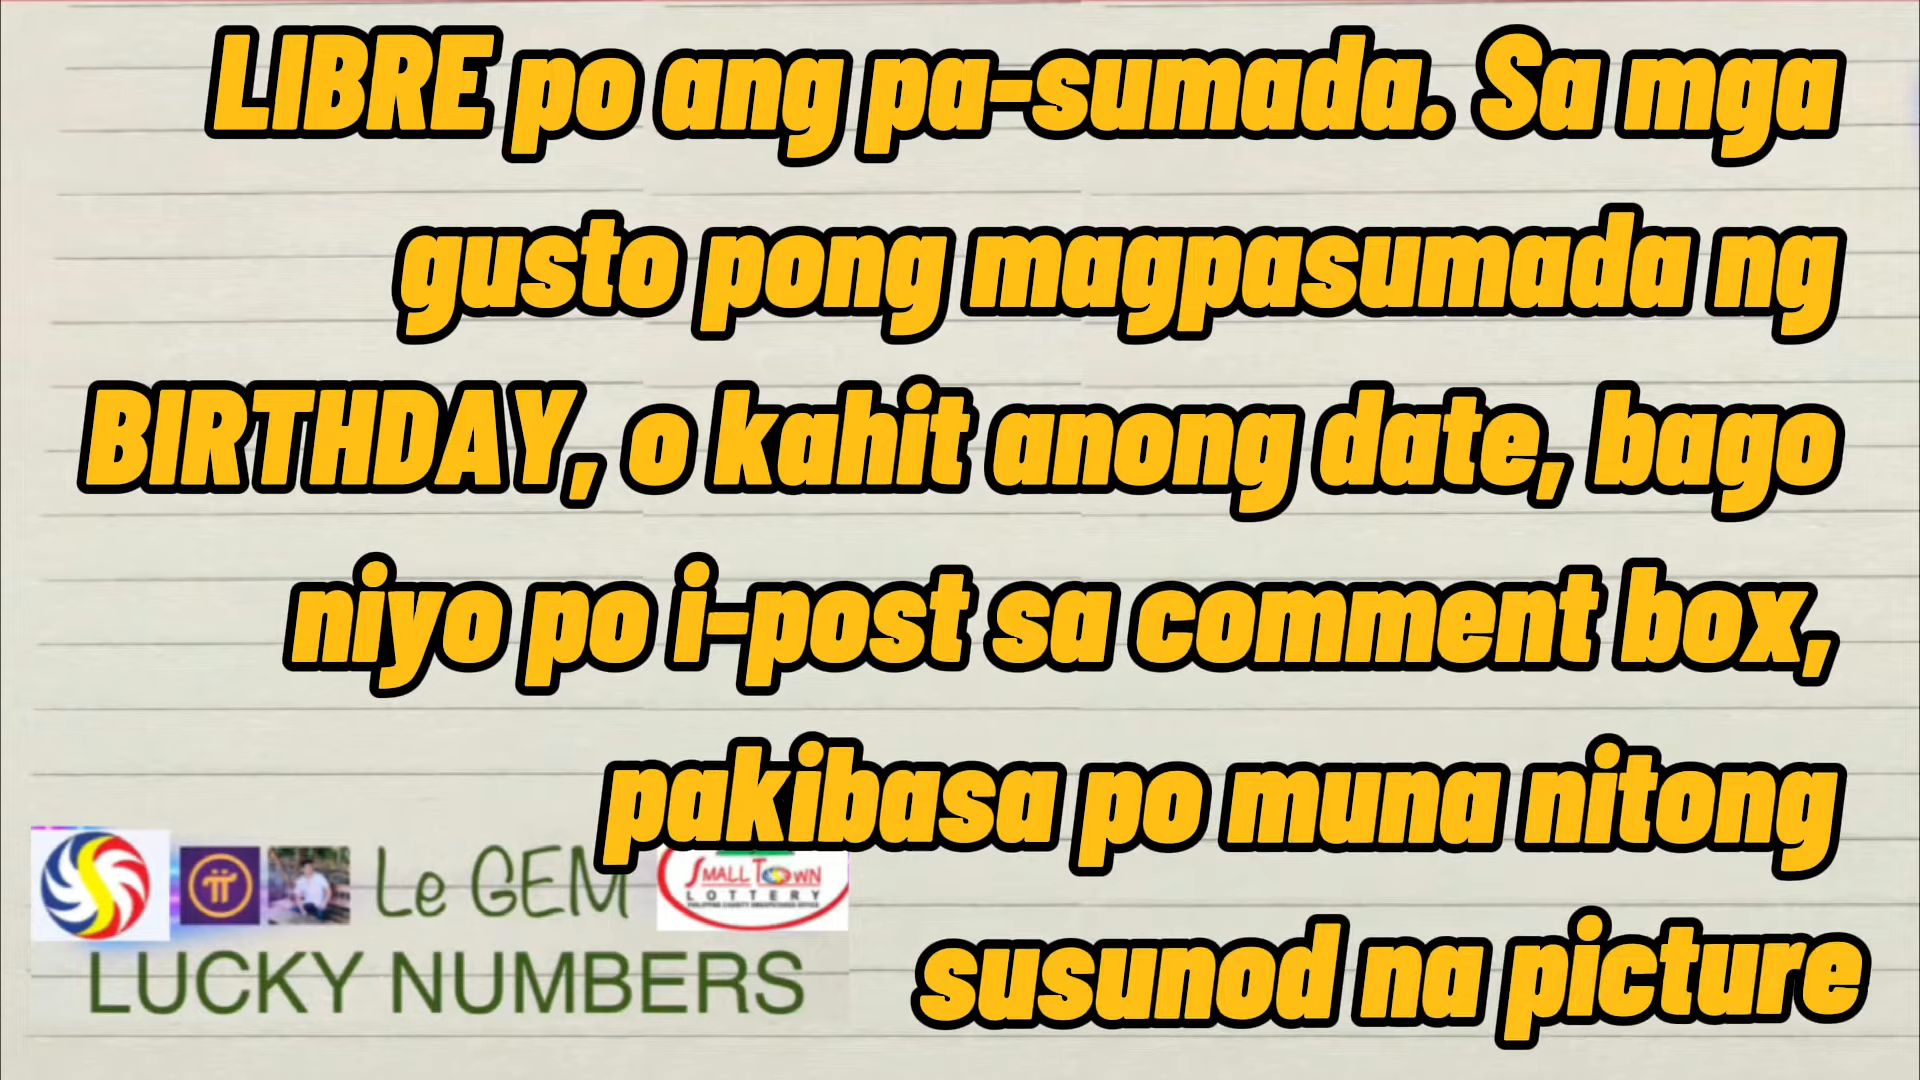 LIBRE po ang pa-sumada. Sa mga
gusto pong magpasumada ng
BIRTHDAY, o kahit anong date, bago
niyo po i-post sa comment box,
pakibasa po muna nitong
susunod na picture
Le GEM
LUCKY NUMBERS
SMALL TOWN
LOTTERY